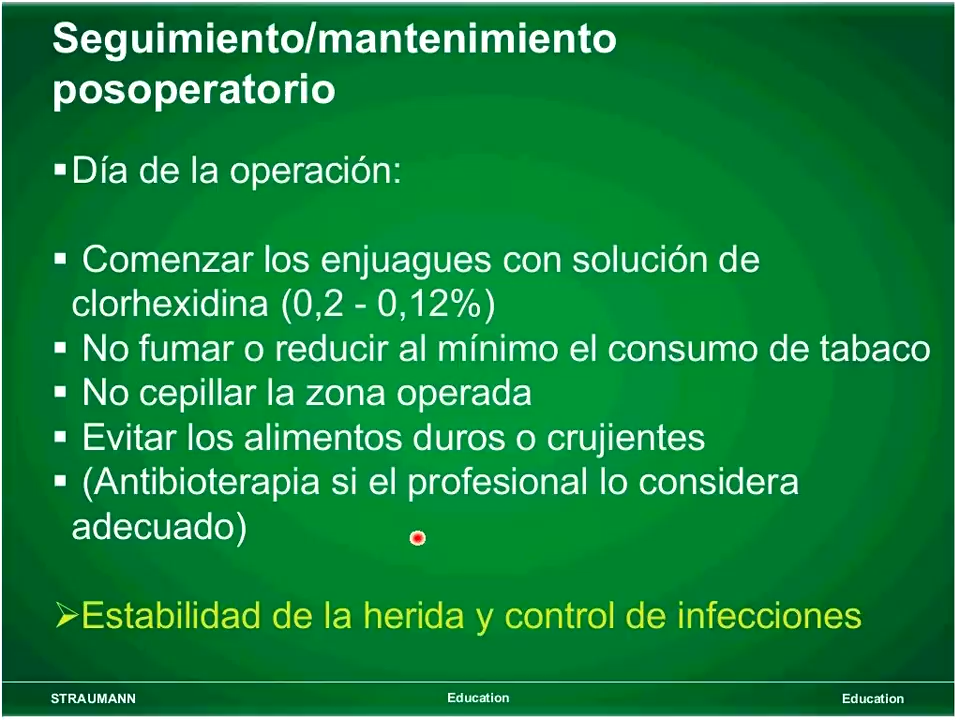 Seguimiento/mantenimiento
posoperatorio
▪Día de la operación:
▪ Comenzar los enjuagues con solución de
clorhexidina (0,2 - 0,12%)
▪ No fumar o reducir al mínimo el consumo de tabaco
▪ No cepillar la zona operada
▪ Evitar los alimentos duros o crujientes
▪ (Antibioterapia si el profesional lo considera
adecuado)
➢Estabilidad de la herida y control de infecciones
STRAUMANN Education Education